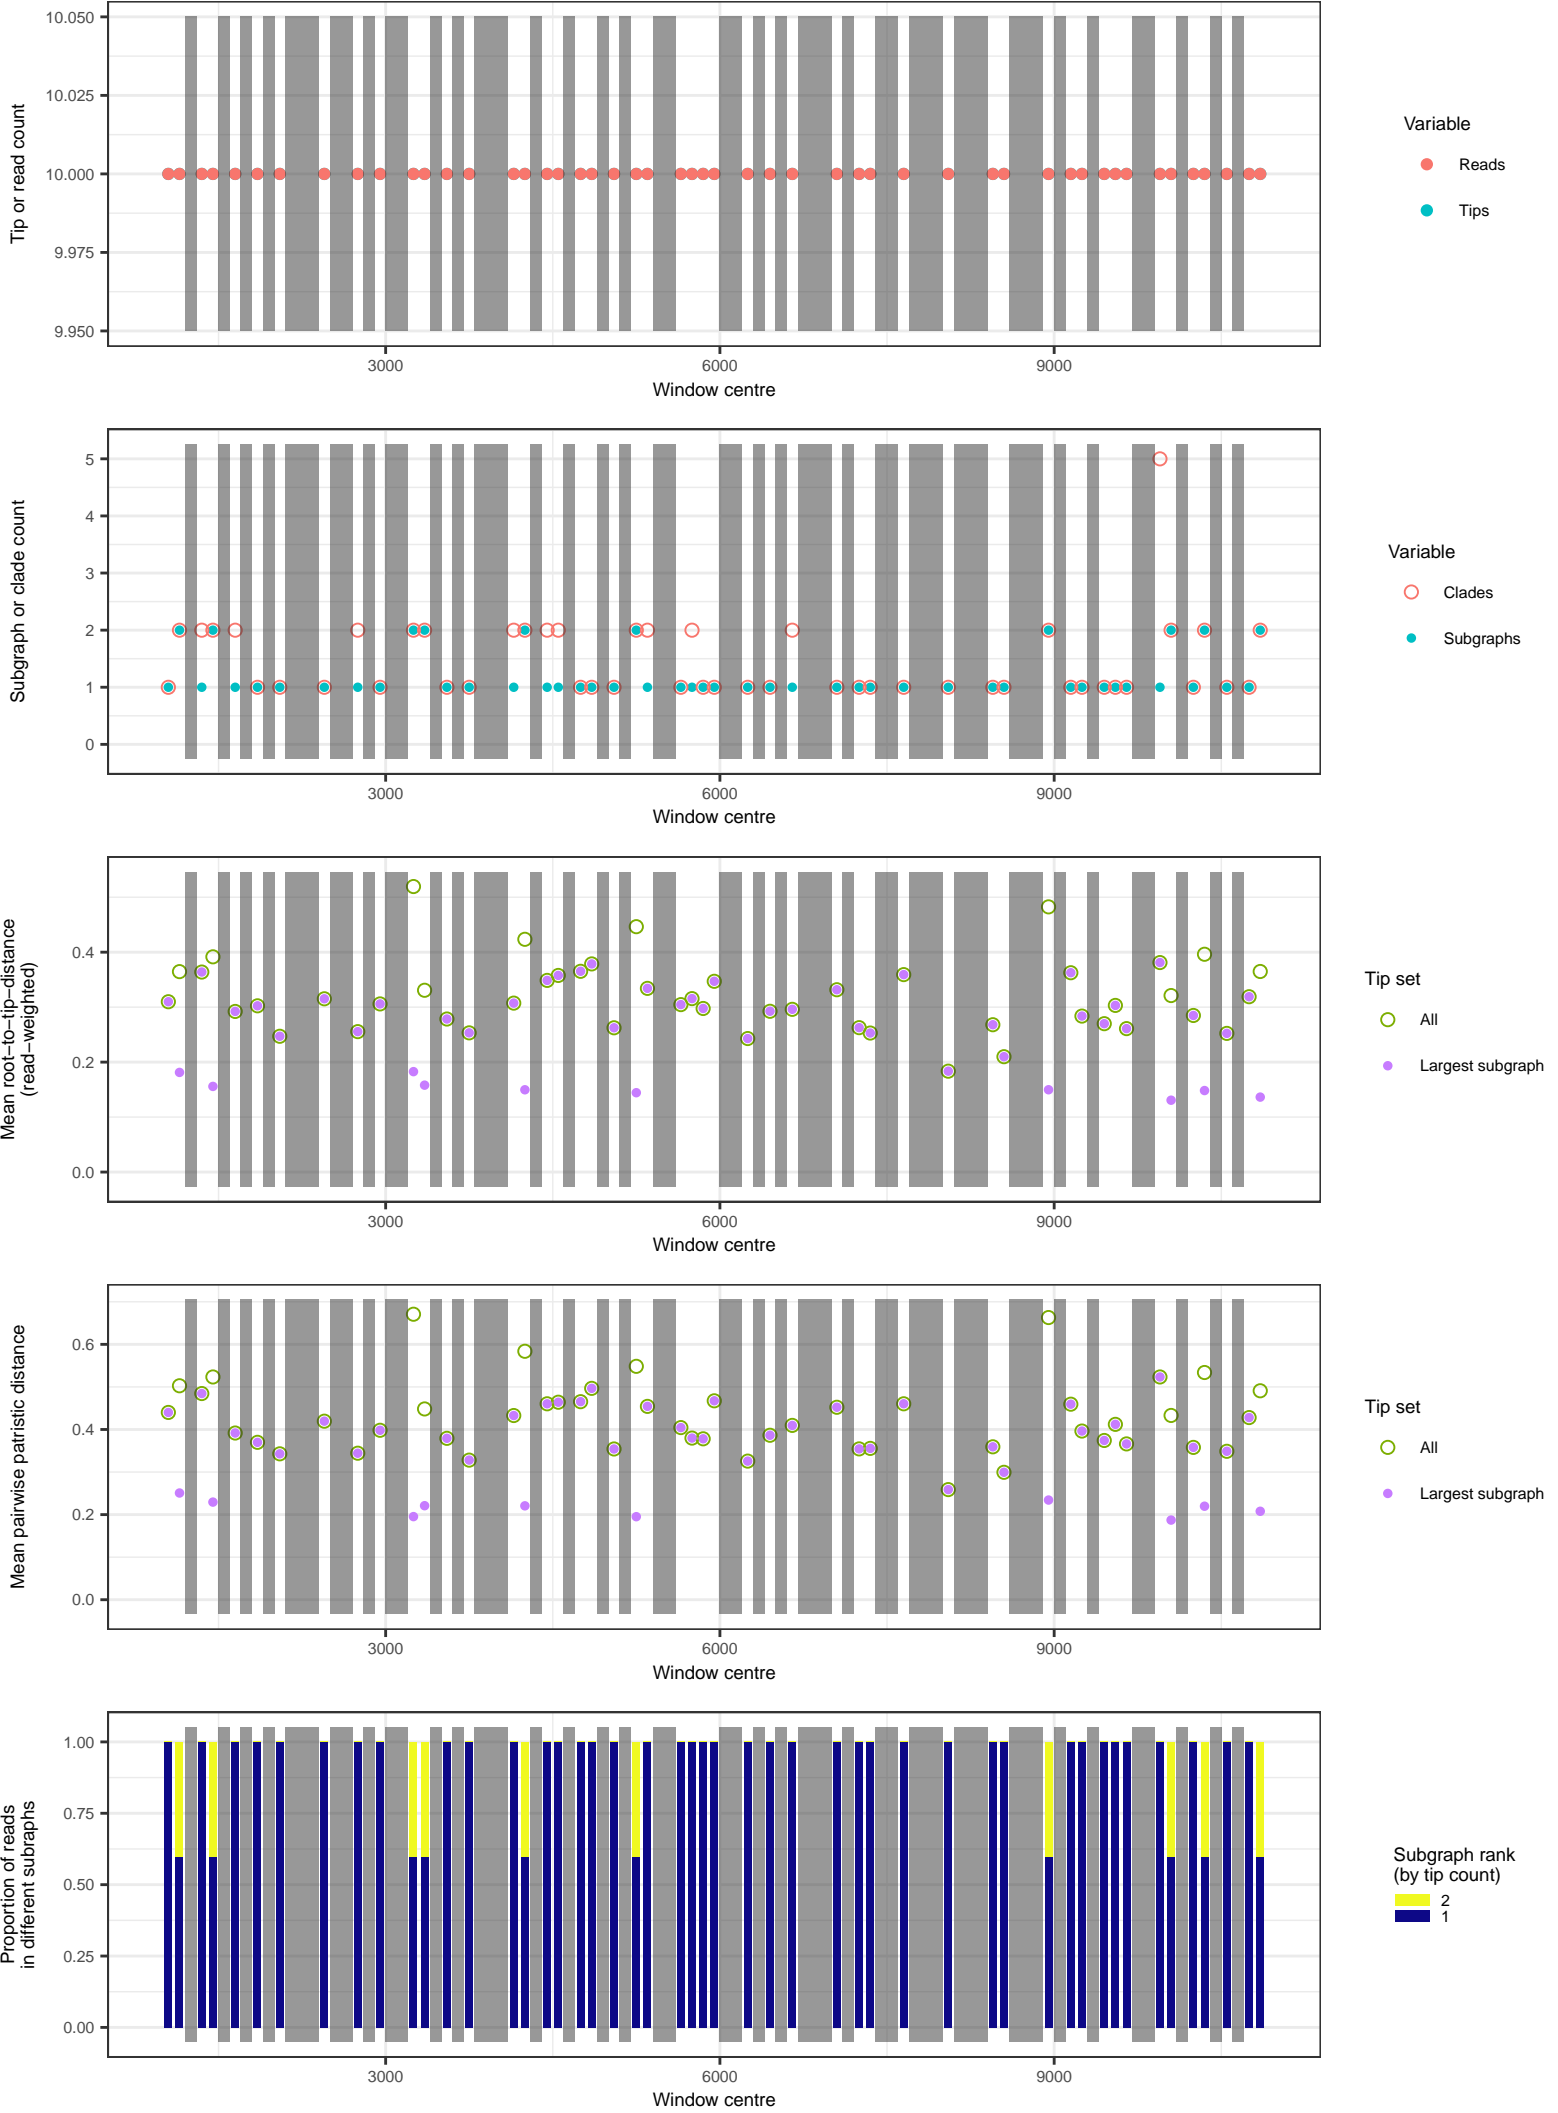 10.050
10.025
10.000
9.975
9.950
Tip or read count
3000 6000 9000
Window centre
Variable
Reads
Tips
5
4
3
2
1
0
Subgraph or clade count
3000 6000 9000
Window centre
Variable
Clades
Subgraphs
0.4
0.2
0.0
Mean root−to−tip−distance
(read−weighted)
3000 6000 9000
Window centre
Tip set
All
Largest subgraph
0.6
0.4
0.2
0.0
Mean pairwise patristic distance
3000 6000 9000
Window centre
Tip set
All
Largest subgraph
1.00
0.75
0.50
0.25
0.00
Proportion of reads
in different subraphs
3000 6000 9000
Window centre
Subgraph rank
(by tip count)
2
1